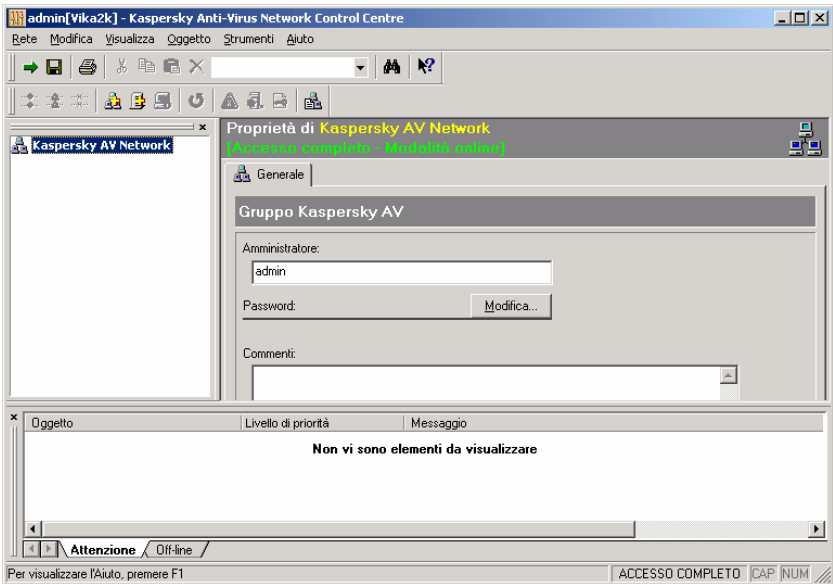 admin[Vika2k] - Kaspersky Anti-Virus Network Control Centre
Rete Modifica Visualizza Oggetto Strumenti Aiuto
Kaspersky AV Network
Proprietà di Kaspersky AV Network
[Accesso completo - Modalità online]
Generale
Gruppo Kaspersky AV
Amministratore:
admin
Password:
Modifica...
Commenti:
Oggetto Livello di priorità Messaggio
Non vi sono elementi da visualizzare
Attenzione Off-line
Per visualizzare l'Aiuto, premere F1 ACCESSO COMPLETO CAP NUM